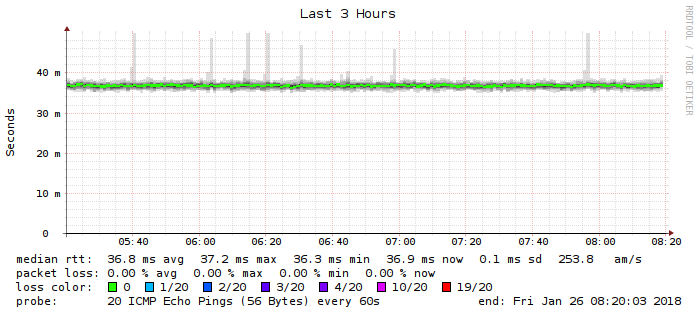 Last 3 Hours
RRDTOOL / TOBI OETIKER
Seconds
40 m
30 m
20 m
10 m
0
05:40 06:00 06:20 06:40 07:00 07:20 07:40 08:00 08:20
median rtt: 36.8 ms avg 37.2 ms max 36.3 ms min 36.9 ms now 0.1 ms sd 253.8 am/s
packet loss: 0.00 % avg 0.00 % max 0.00 % min 0.00 % now
loss color: 0 1/20 2/20 3/20 4/20 10/20 19/20
probe: 20 ICMP Echo Pings (56 Bytes) every 60s end: Fri Jan 26 08:20:03 2018